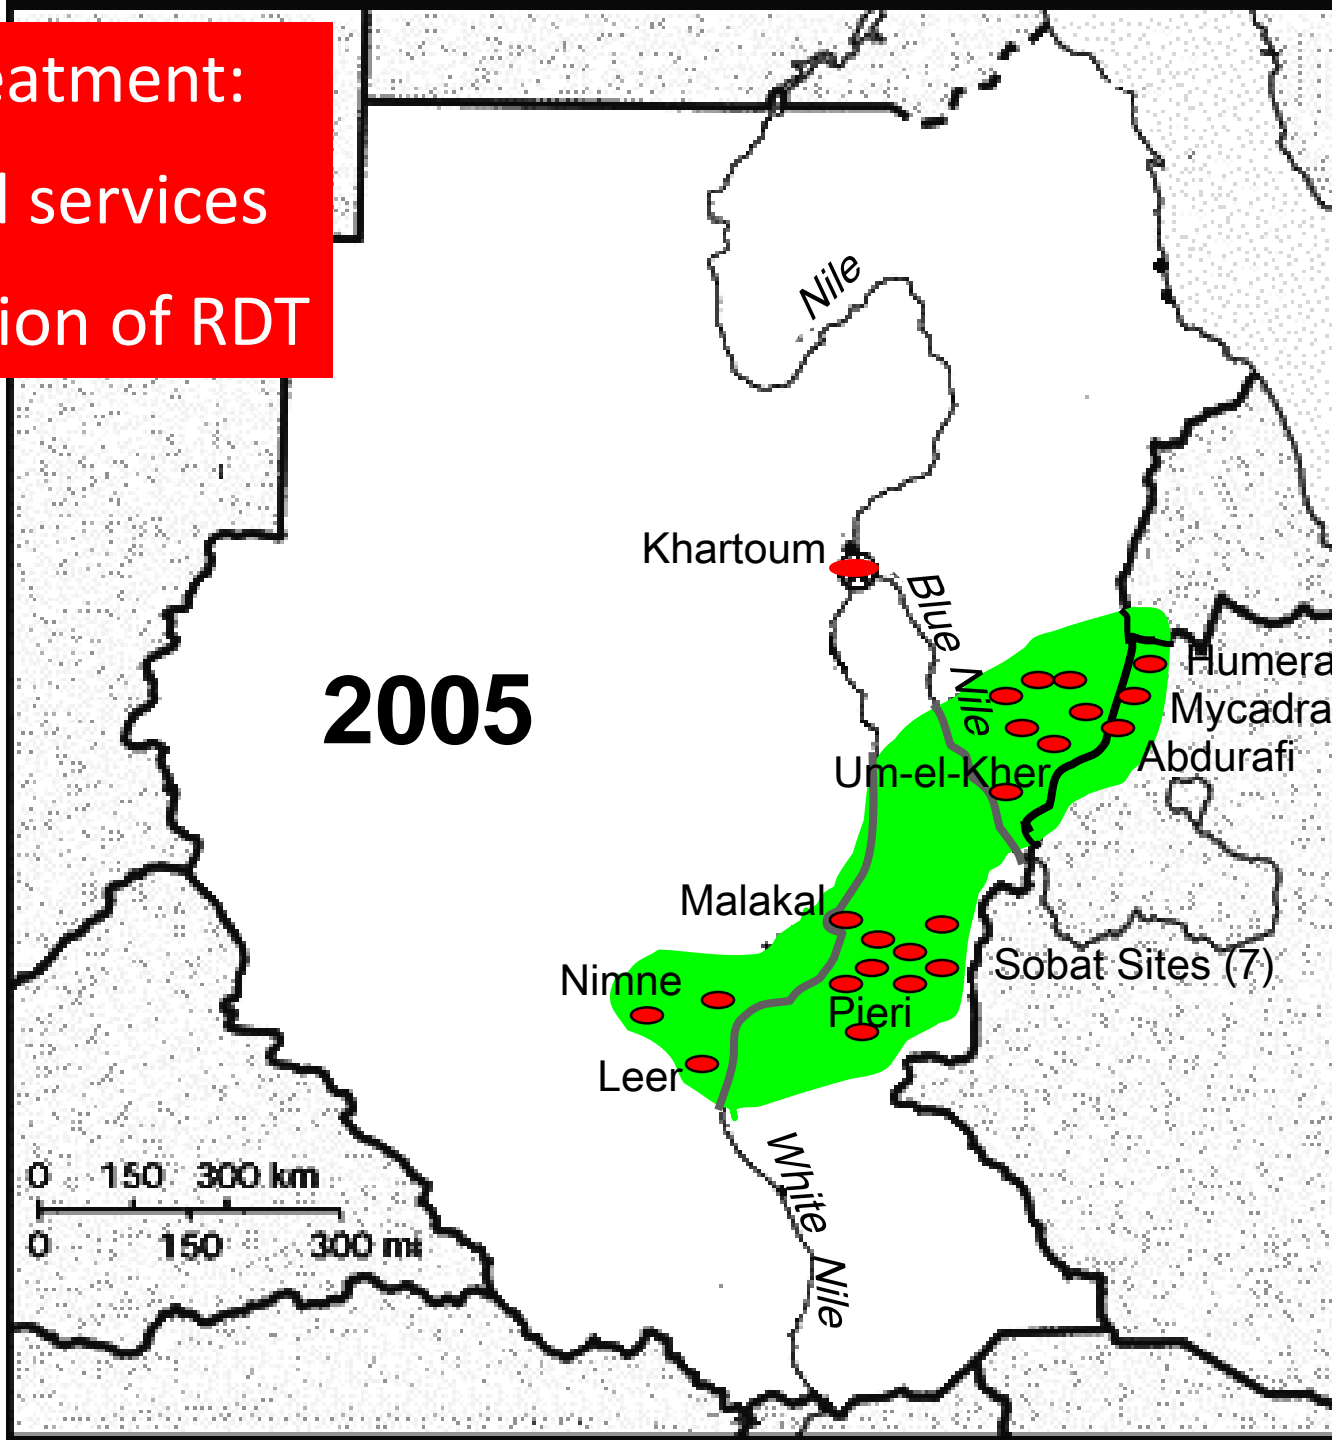 eatment:
l services
ion of RDT
Nile
Khartoum
Blue Nile
2005
Humera
Mycadra
Abdurafi
Um-el-Kher
Malakal
Sobat Sites (7)
Nimne
Pieri
Leer
White Nile
0 150 300 km
0 150 300 mi